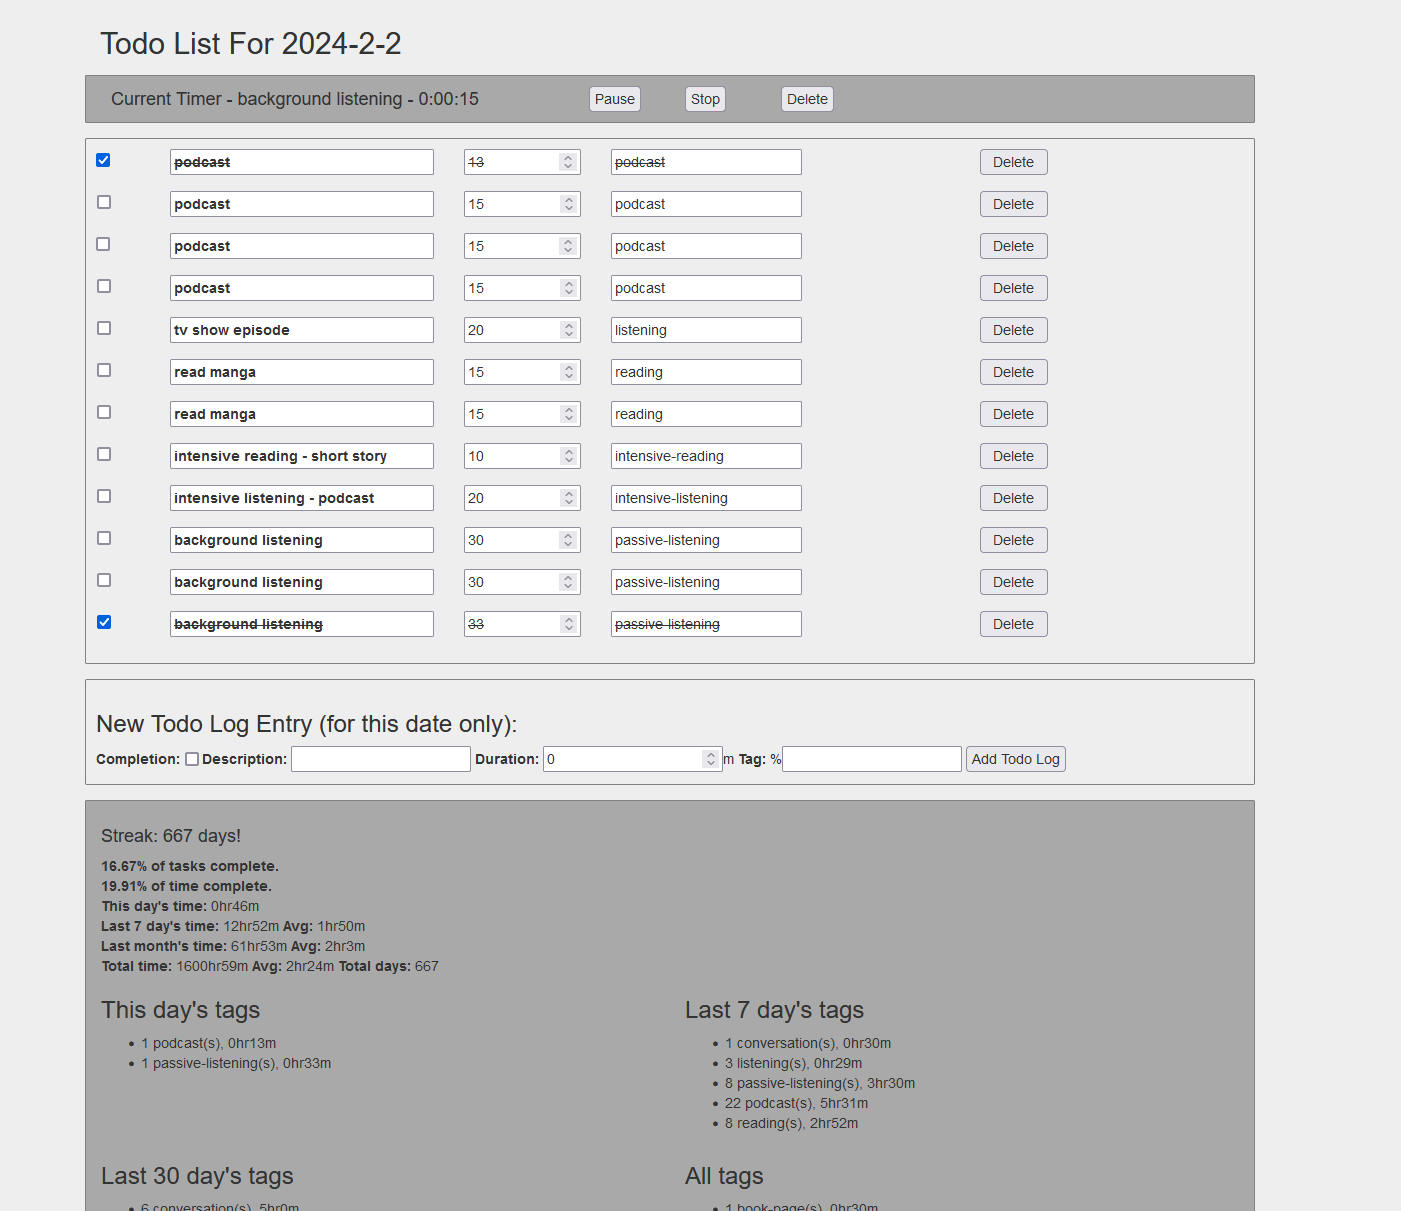 Todo List For 2024-2-2
Current Timer - background listening - 0:00:15 Pause Stop Delete
podcast 13 podcast Delete
podcast 15 podcast Delete
podcast 15 podcast Delete
podcast 15 podcast Delete
tv show episode 20 listening Delete
read manga 15 reading Delete
read manga 15 reading Delete
intensive reading - short story 10 intensive-reading Delete
intensive listening - podcast 20 intensive-listening Delete
background listening 30 passive-listening Delete
background listening 30 passive-listening Delete
background listening 33 passive-listening Delete
New Todo Log Entry (for this date only):
Completion: Description: Duration: 0 m Tag: % Add Todo Log
Streak: 667 days!
16.67% of tasks complete.
19.91% of time complete.
This day's time: 0hr46m
Last 7 day's time: 12hr52m Avg: 1hr50m
Last month's time: 61hr53m Avg: 2hr3m
Total time: 1600hr59m Avg: 2hr24m Total days: 667
This day's tags
1 podcast(s), 0hr13m
1 passive-listening(s), 0hr33m
Last 7 day's tags
1 conversation(s), 0hr30m
3 listening(s), 0hr29m
8 passive-listening(s), 3hr30m
22 podcast(s), 5hr31m
8 reading(s), 2hr52m
Last 30 day's tags
6 conversation(s), 5hr0m
All tags
1 book-page(s), 0hr30m